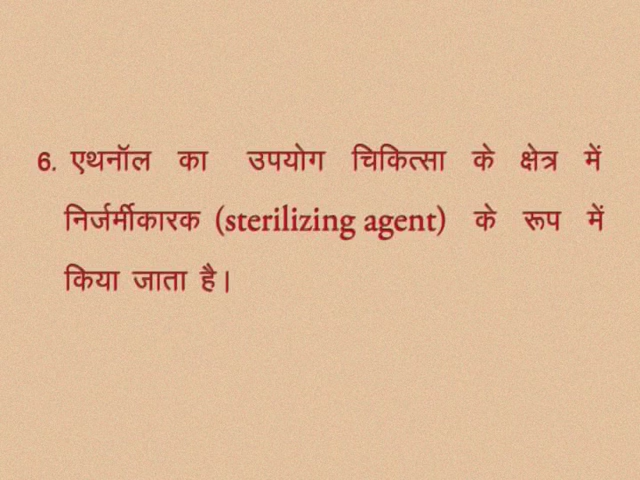 6. एथनॉल का उपयोग चिकित्सा के क्षेत्र में
निर्जर्मीकारक (sterilizing agent) के रूप में
किया जाता है।